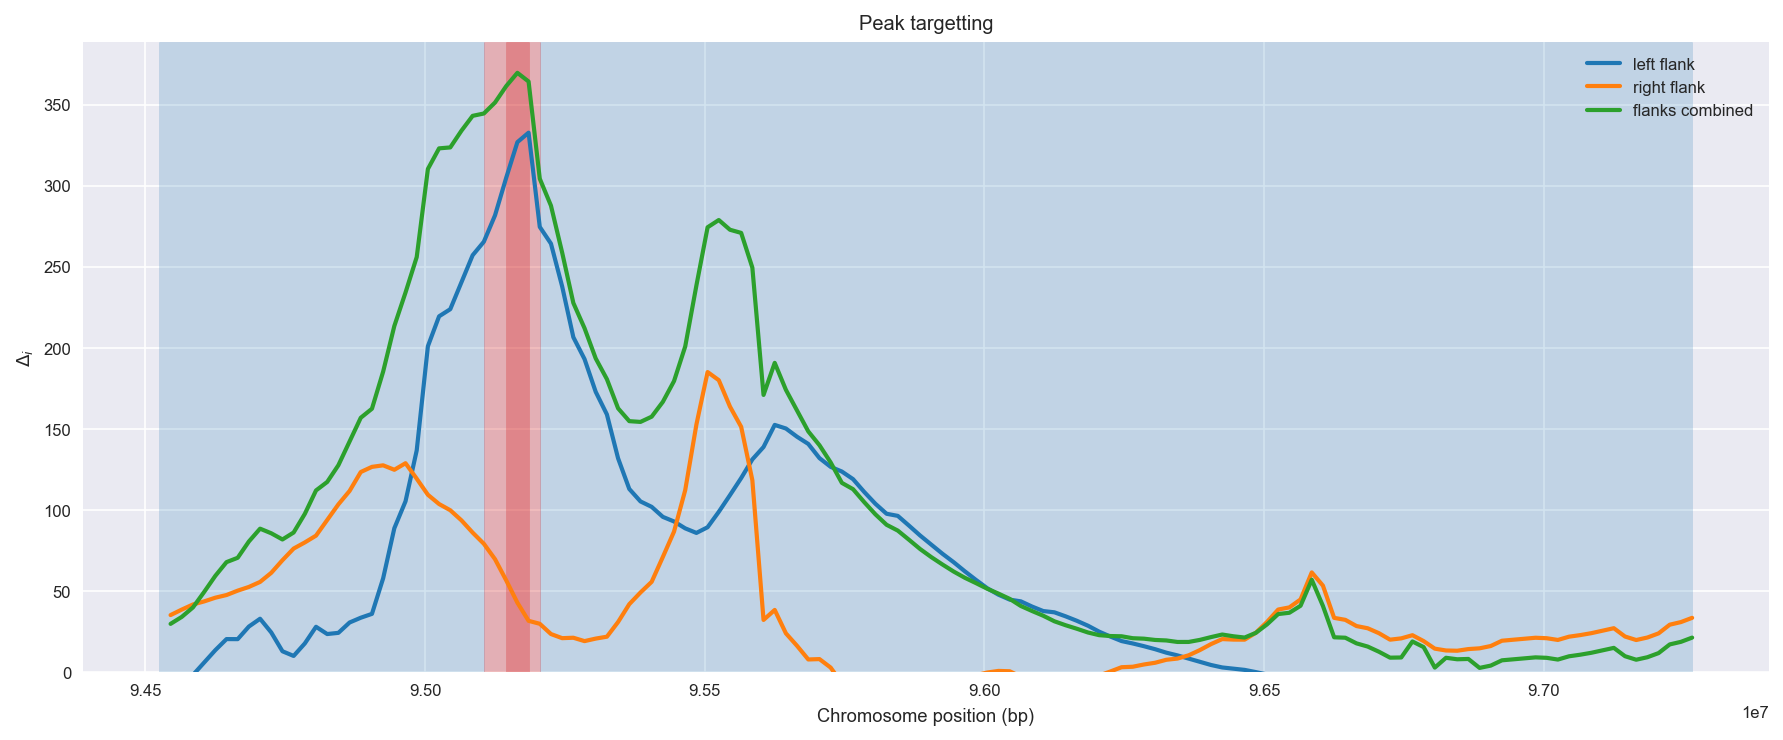 Peak targetting
left flank
right flank
flanks combined
350
300
250
200
150
100
50
0
Δi
9.45 9.50 9.55 9.60 9.65 9.70
1e7
Chromosome position (bp)